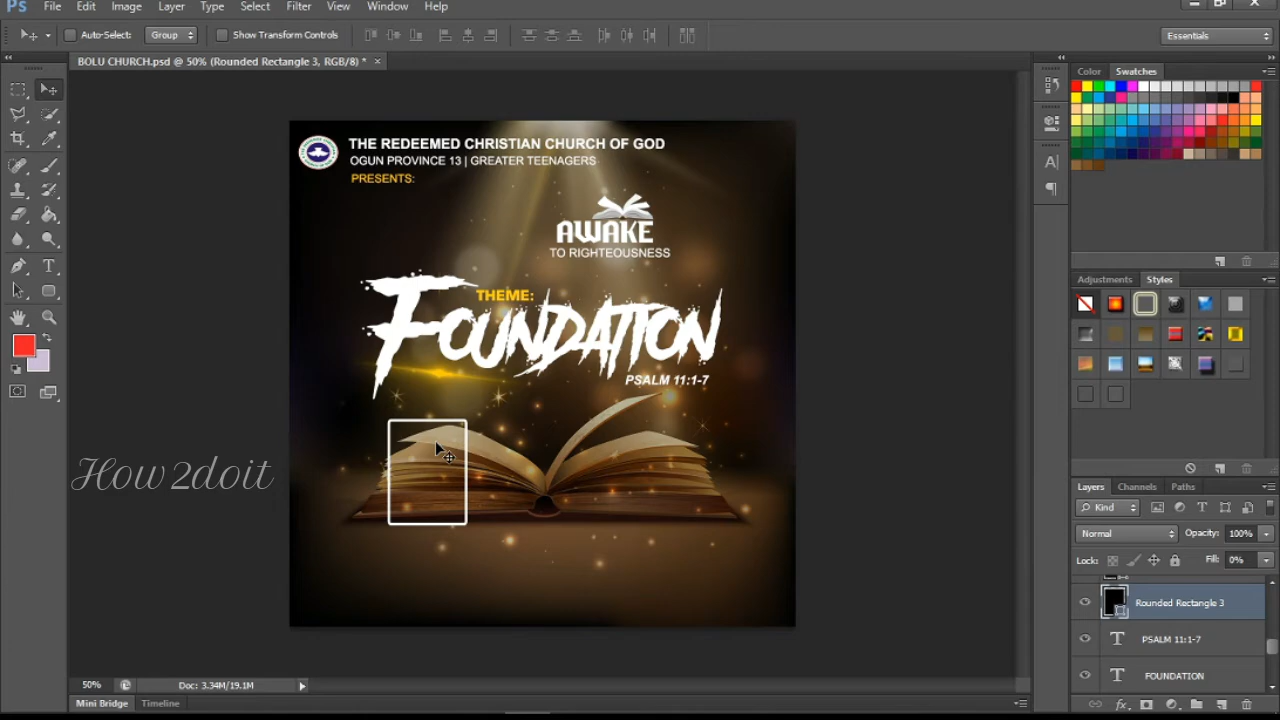 Ps File Edit Image Layer Type Select Filter View Window Help
Auto-Select: Group Show Transform Controls Essentials
BOLU CHURCH.psd @ 50% (Rounded Rectangle 3, RGB/8) * ×
Color Swatches
THE REDEEMED CHRISTIAN CHURCH OF GOD
OGUN PROVINCE 13 | GREATER TEENAGERS
PRESENTS:
AWAKE
TO RIGHTEOUSNESS
Adjustments Styles
THEME:
FOUNDATION
PSALM 11:1-7
How 2doit
Layers Channels Paths
Kind
Normal Opacity: 100%
Lock: Fill: 0%
Rounded Rectangle 3
T PSALM 11:1-7
T FOUNDATION
50% Doc: 3.34M/19.1M
Mini Bridge Timeline